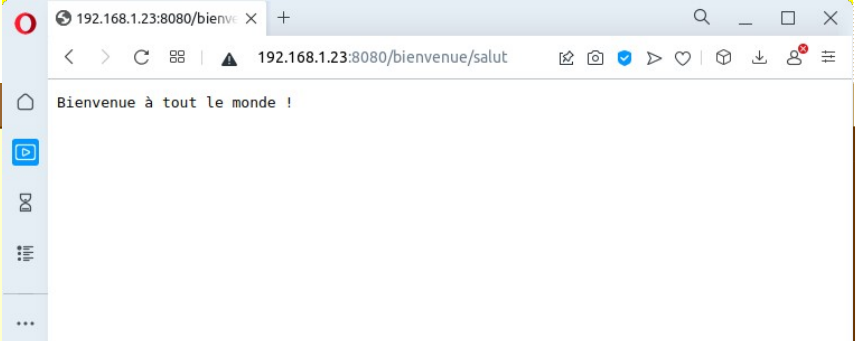 192.168.1.23:8080/bienve
192.168.1.23:8080/bienvenue/salut
Bienvenue à tout le monde !